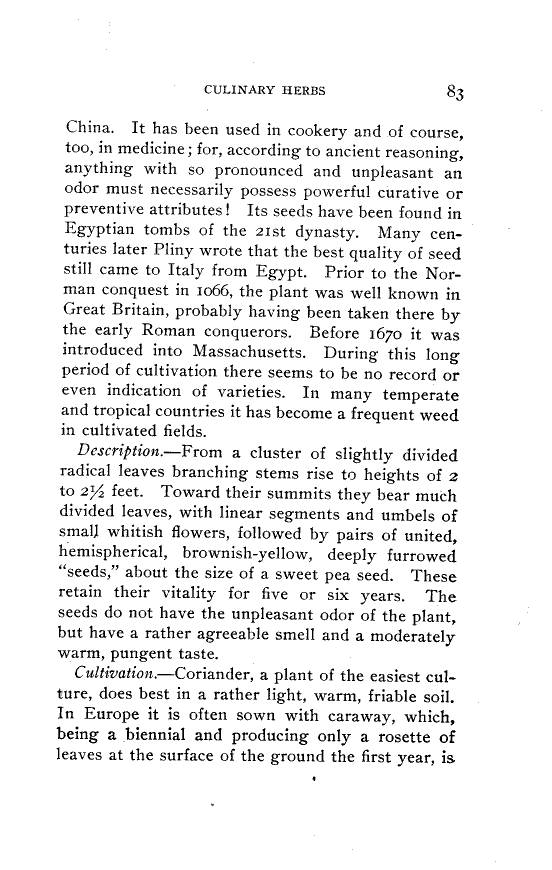 CULINARY HERBS 83
China. It has been used in cookery and of course,
too, in medicine; for, according to ancient reasoning,
anything with so pronounced and unpleasant an
odor must necessarily possess powerful curative or
preventive attributes! Its seeds have been found in
Egyptian tombs of the 21st dynasty. Many cen-
turies later Pliny wrote that the best quality of seed
still came to Italy from Egypt. Prior to the Nor-
man conquest in 1066, the plant was well known in
Great Britain, probably having been taken there by
the early Roman conquerors. Before 1670 it was
introduced into Massachusetts. During this long
period of cultivation there seems to be no record or
even indication of varieties. In many temperate
and tropical countries it has become a frequent weed
in cultivated fields.
Description.—From a cluster of slightly divided
radical leaves branching stems rise to heights of 2
to 2½ feet. Toward their summits they bear much
divided leaves, with linear segments and umbels of
small whitish flowers, followed by pairs of united,
hemispherical, brownish-yellow, deeply furrowed
“seeds,” about the size of a sweet pea seed. These
retain their vitality for five or six years. The
seeds do not have the unpleasant odor of the plant,
but have a rather agreeable smell and a moderately
warm, pungent taste.
Cultivation.—Coriander, a plant of the easiest cul-
ture, does best in a rather light, warm, friable soil.
In Europe it is often sown with caraway, which,
being a biennial and producing only a rosette of
leaves at the surface of the ground the first year, is